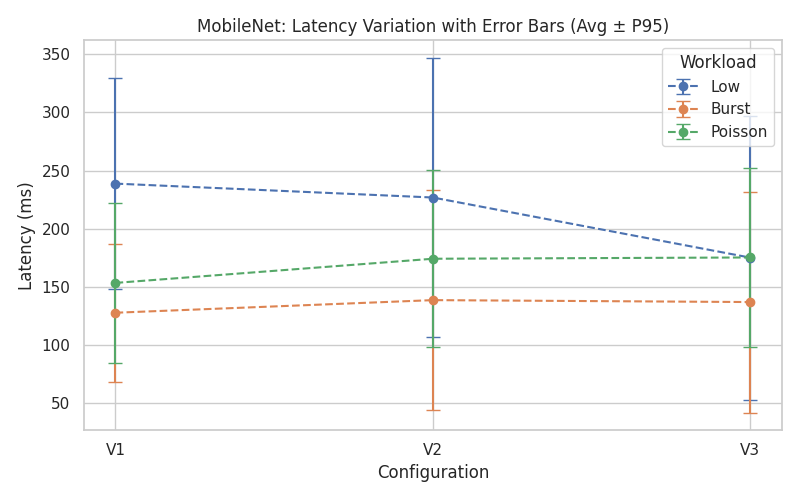 MobileNet: Latency Variation with Error Bars (Avg ± P95)
350
300
250
200
150
100
50
Latency (ms)
V1
V2
V3
Configuration
Workload
Low
Burst
Poisson